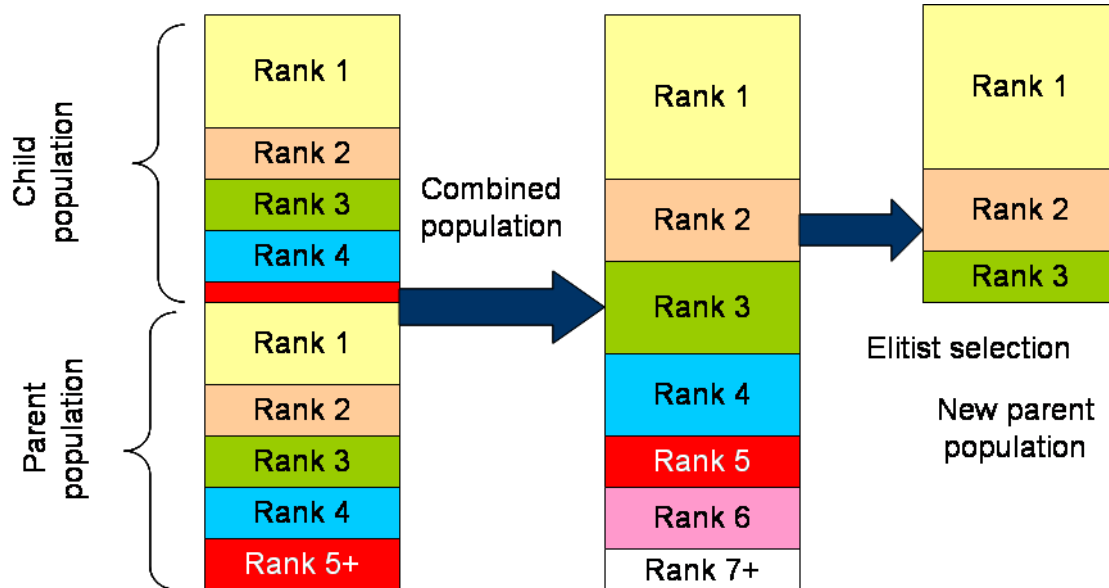 Child
population
Rank 1
Rank 2
Rank 3
Rank 4
Parent
population
Rank 1
Rank 2
Rank 3
Rank 4
Rank 5+
Combined
population
Rank 1
Rank 2
Rank 3
Rank 4
Rank 5
Rank 6
Rank 7+
Rank 1
Rank 2
Rank 3
Elitist selection
New parent
population